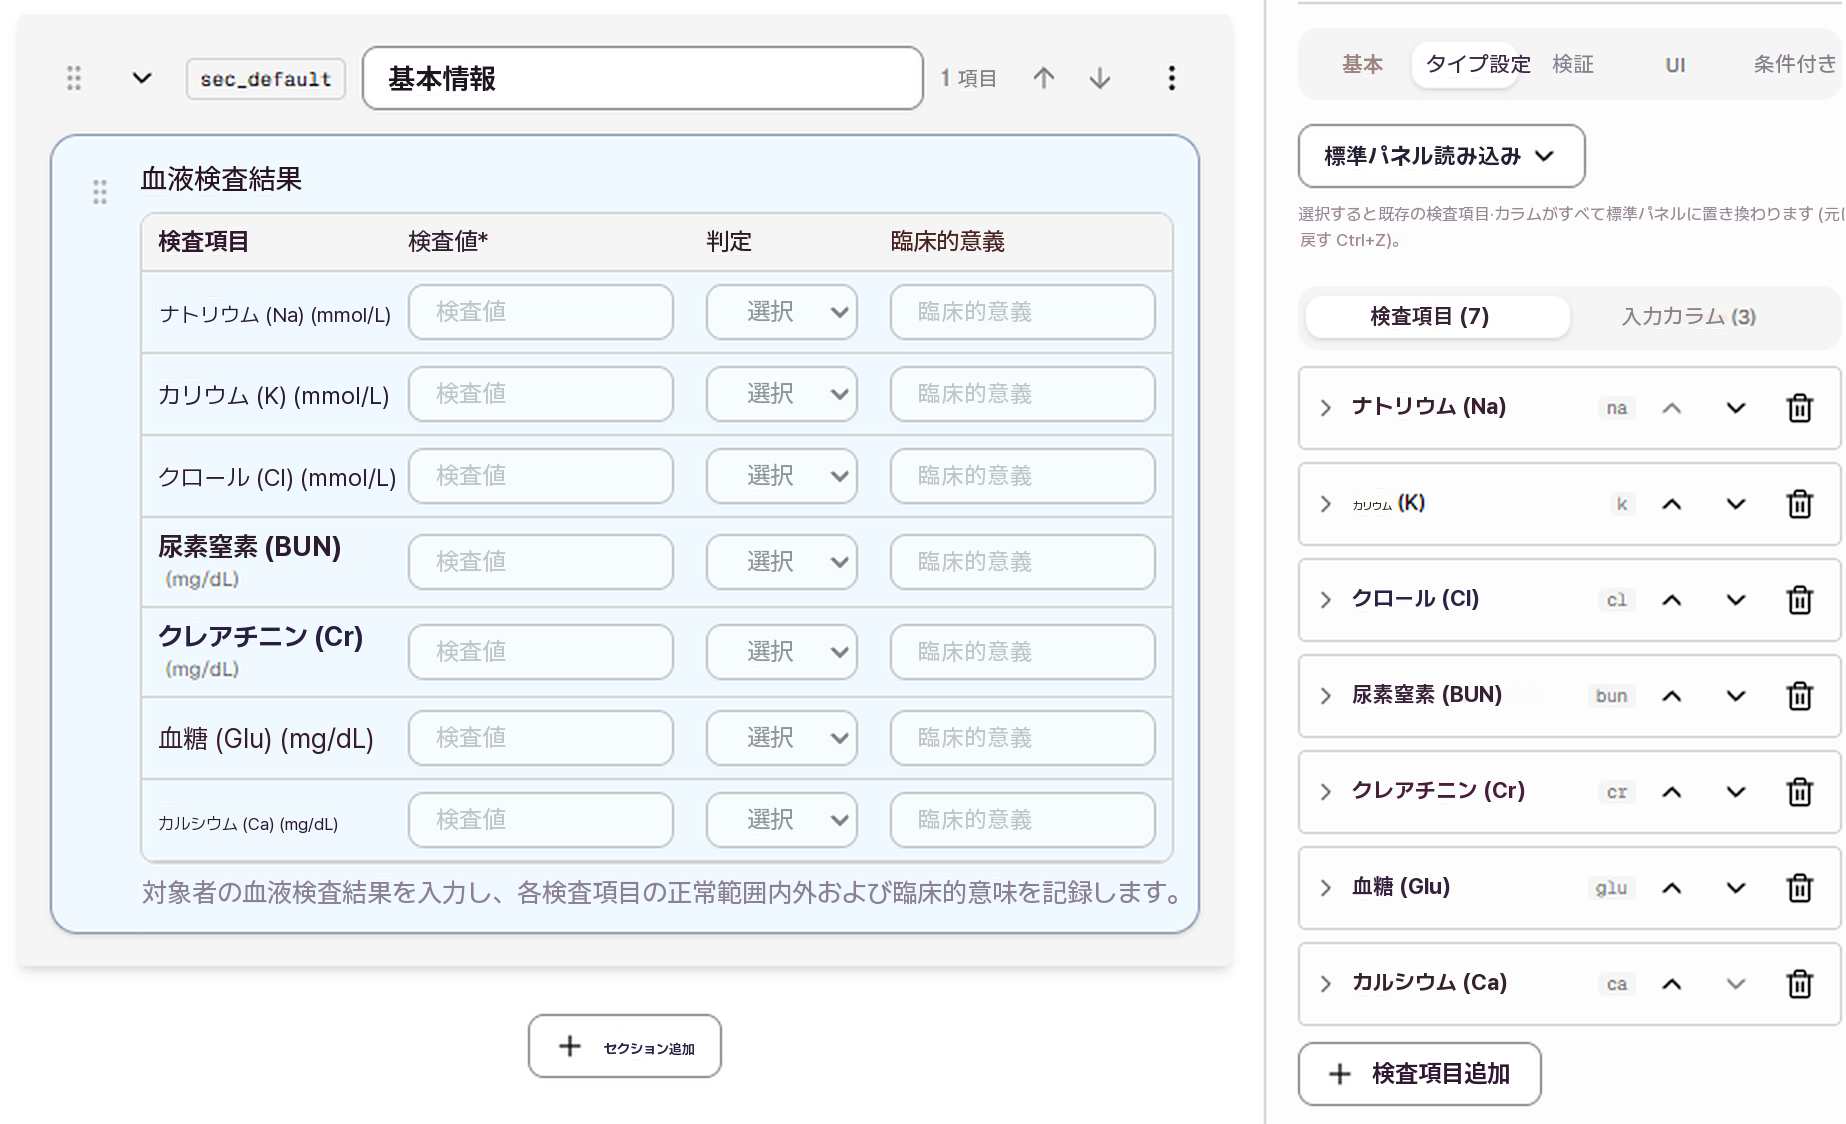 sec_default
基本情報
1 項目
血液検査結果
検査項目 検査値* 判定 臨床的意義
ナトリウム (Na) (mmol/L) 検査値 選択 臨床的意義
カリウム (K) (mmol/L) 検査値 選択 臨床的意義
クロール (Cl) (mmol/L) 検査値 選択 臨床的意義
尿素窒素 (BUN)
(mg/dL)
検査値 選択 臨床的意義
クレアチニン (Cr)
(mg/dL)
検査値 選択 臨床的意義
血糖 (Glu) (mg/dL) 検査値 選択 臨床的意義
カルシウム (Ca) (mg/dL) 検査値 選択 臨床的意義
対象者の血液検査結果を入力し、各検査項目の正常範囲内外および臨床的意味を記録します。
セクション追加
基本 タイプ設定 検証 UI 条件付き
標準パネル読み込み
選択すると既存の検査項目·カラムがすべて標準パネルに置き換わります (元に
戻す Ctrl+Z)。
検査項目 (7) 入力カラム (3)
ナトリウム (Na) na
カリウム (K) k
クロール (Cl) cl
尿素窒素 (BUN) bun
クレアチニン (Cr) cr
血糖 (Glu) glu
カルシウム (Ca) ca
検査項目追加